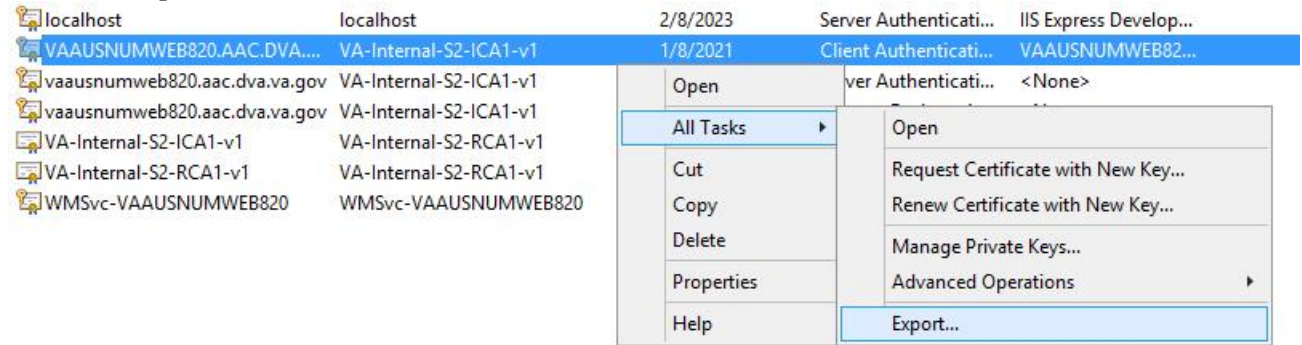 localhost localhost 2/8/2023 Server Authenticati... IIS Express Develop...
VAAUSNUMWEB820.AAC.DVA.... VA-Internal-S2-ICA1-v1 1/8/2021 Client Authenticati... VAAUSNUMWEB82...
vaausnumweb820.aac.dva.va.gov VA-Internal-S2-ICA1-v1 ver Authenticati... <None>
vaausnumweb820.aac.dva.va.gov VA-Internal-S2-ICA1-v1
VA-Internal-S2-ICA1-v1 VA-Internal-S2-RCA1-v1
VA-Internal-S2-RCA1-v1 VA-Internal-S2-RCA1-v1
WMSvc-VAAUSNUMWEB820 WMSvc-VAAUSNUMWEB820
Open
All Tasks
Cut
Copy
Delete
Properties
Help
Open
Request Certificate with New Key...
Renew Certificate with New Key...
Manage Private Keys...
Advanced Operations
Export...